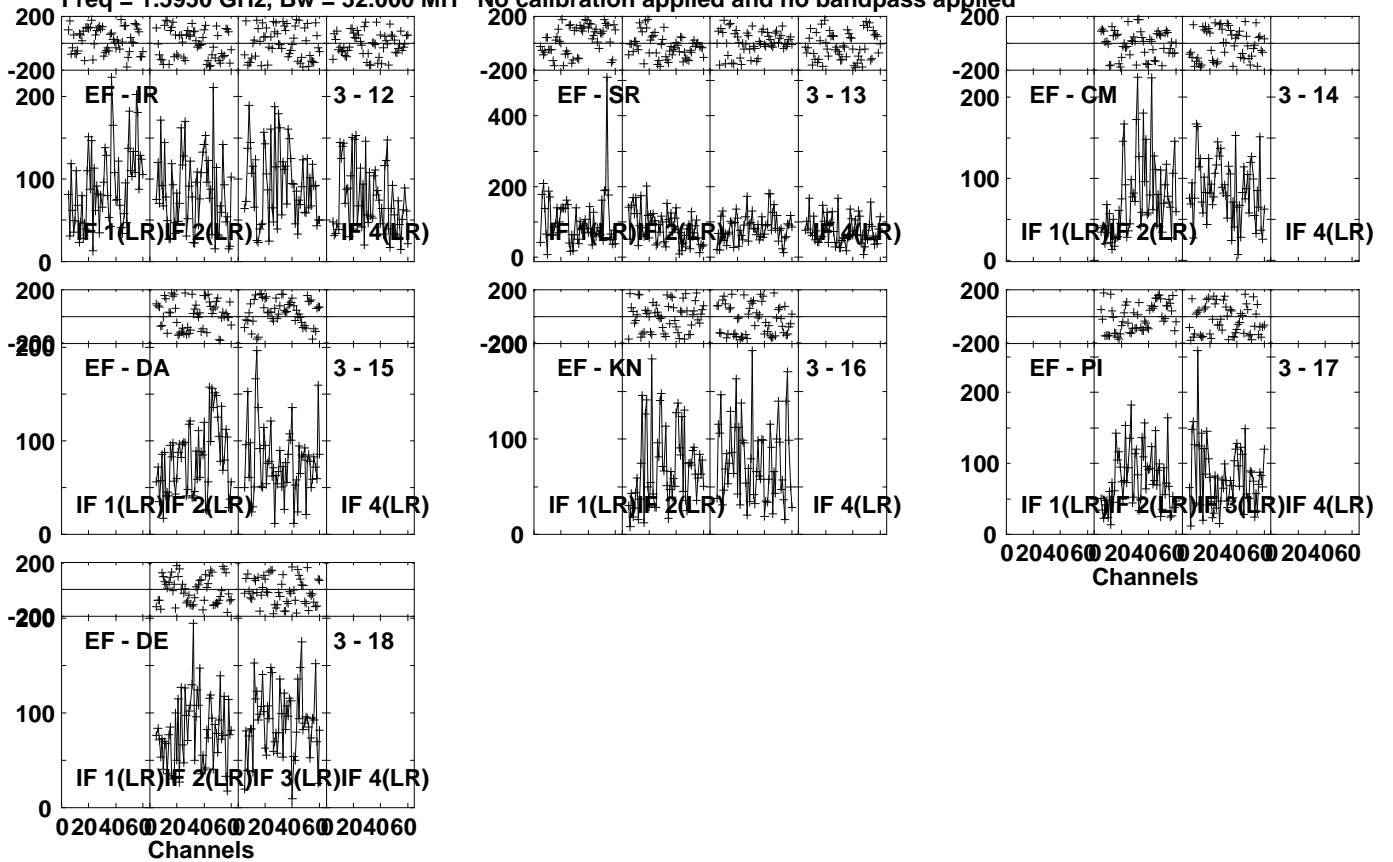 Freq = 1.5950 GHz, Bw = 32.000 MH No calibration applied and no bandpass applied
200
-200
EF - IR 3 - 12
200
100
0
IF 1(LR) IF 2(LR) IF 4(LR)
200
-200
EF - SR 3 - 13
400
200
0
IF 1(LR) IF 2(LR) IF 4(LR)
200
-200
EF - CM 3 - 14
200
100
0
IF 1(LR) IF 2(LR) IF 4(LR)
200
-200
200
EF - DA 3 - 15
100
0
IF 1(LR) IF 2(LR) IF 4(LR)
200
-200
200
EF - KN 3 - 16
100
0
IF 1(LR) IF 2(LR) IF 4(LR)
200
-200
EF - PI 3 - 17
200
100
0
IF 1(LR) IF 2(LR) IF 3(LR) IF 4(LR)
0 20 40 60 0 20 40 60 0 20 40 60 0 20 40 60
Channels
200
-200
200
EF - DE 3 - 18
100
0
IF 1(LR) IF 2(LR) IF 3(LR) IF 4(LR)
0 20 40 60 0 20 40 60 0 20 40 60 0 20 40 60
Channels